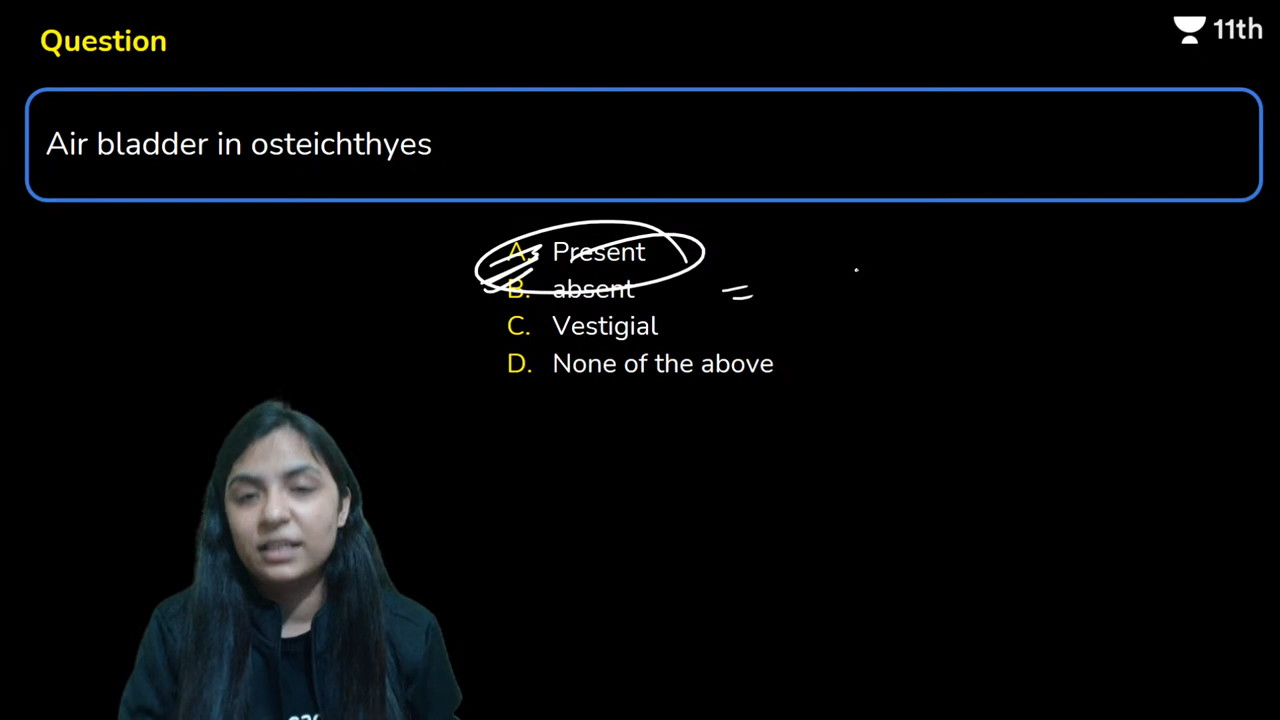 Question
11th
Air bladder in osteichthyes
A. Present
B. absent
=
C. Vestigial
D. None of the above